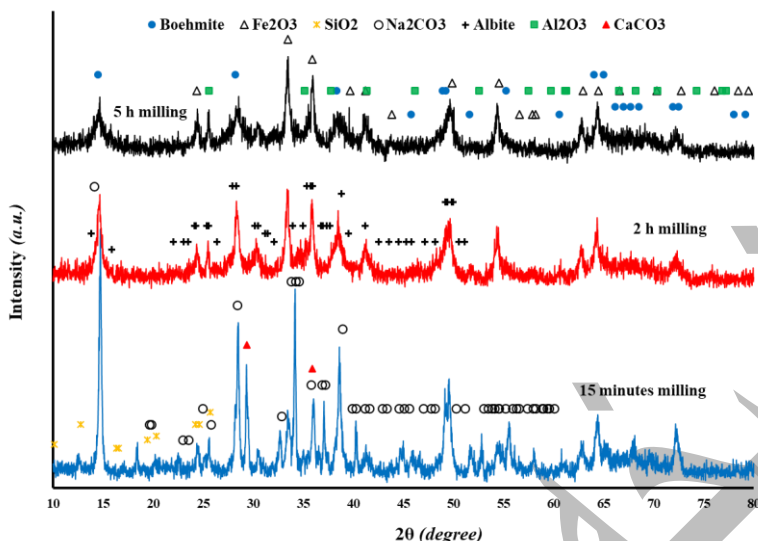 Boehmite Fe2O3 SiO2 Na2CO3 Albite Al2O3 CaCO3
5 h milling
2 h milling
15 minutes milling
Intensity (a.u.)
10 15 20 25 30 35 40 45 50 55 60 65 70 75 80
2θ (degree)